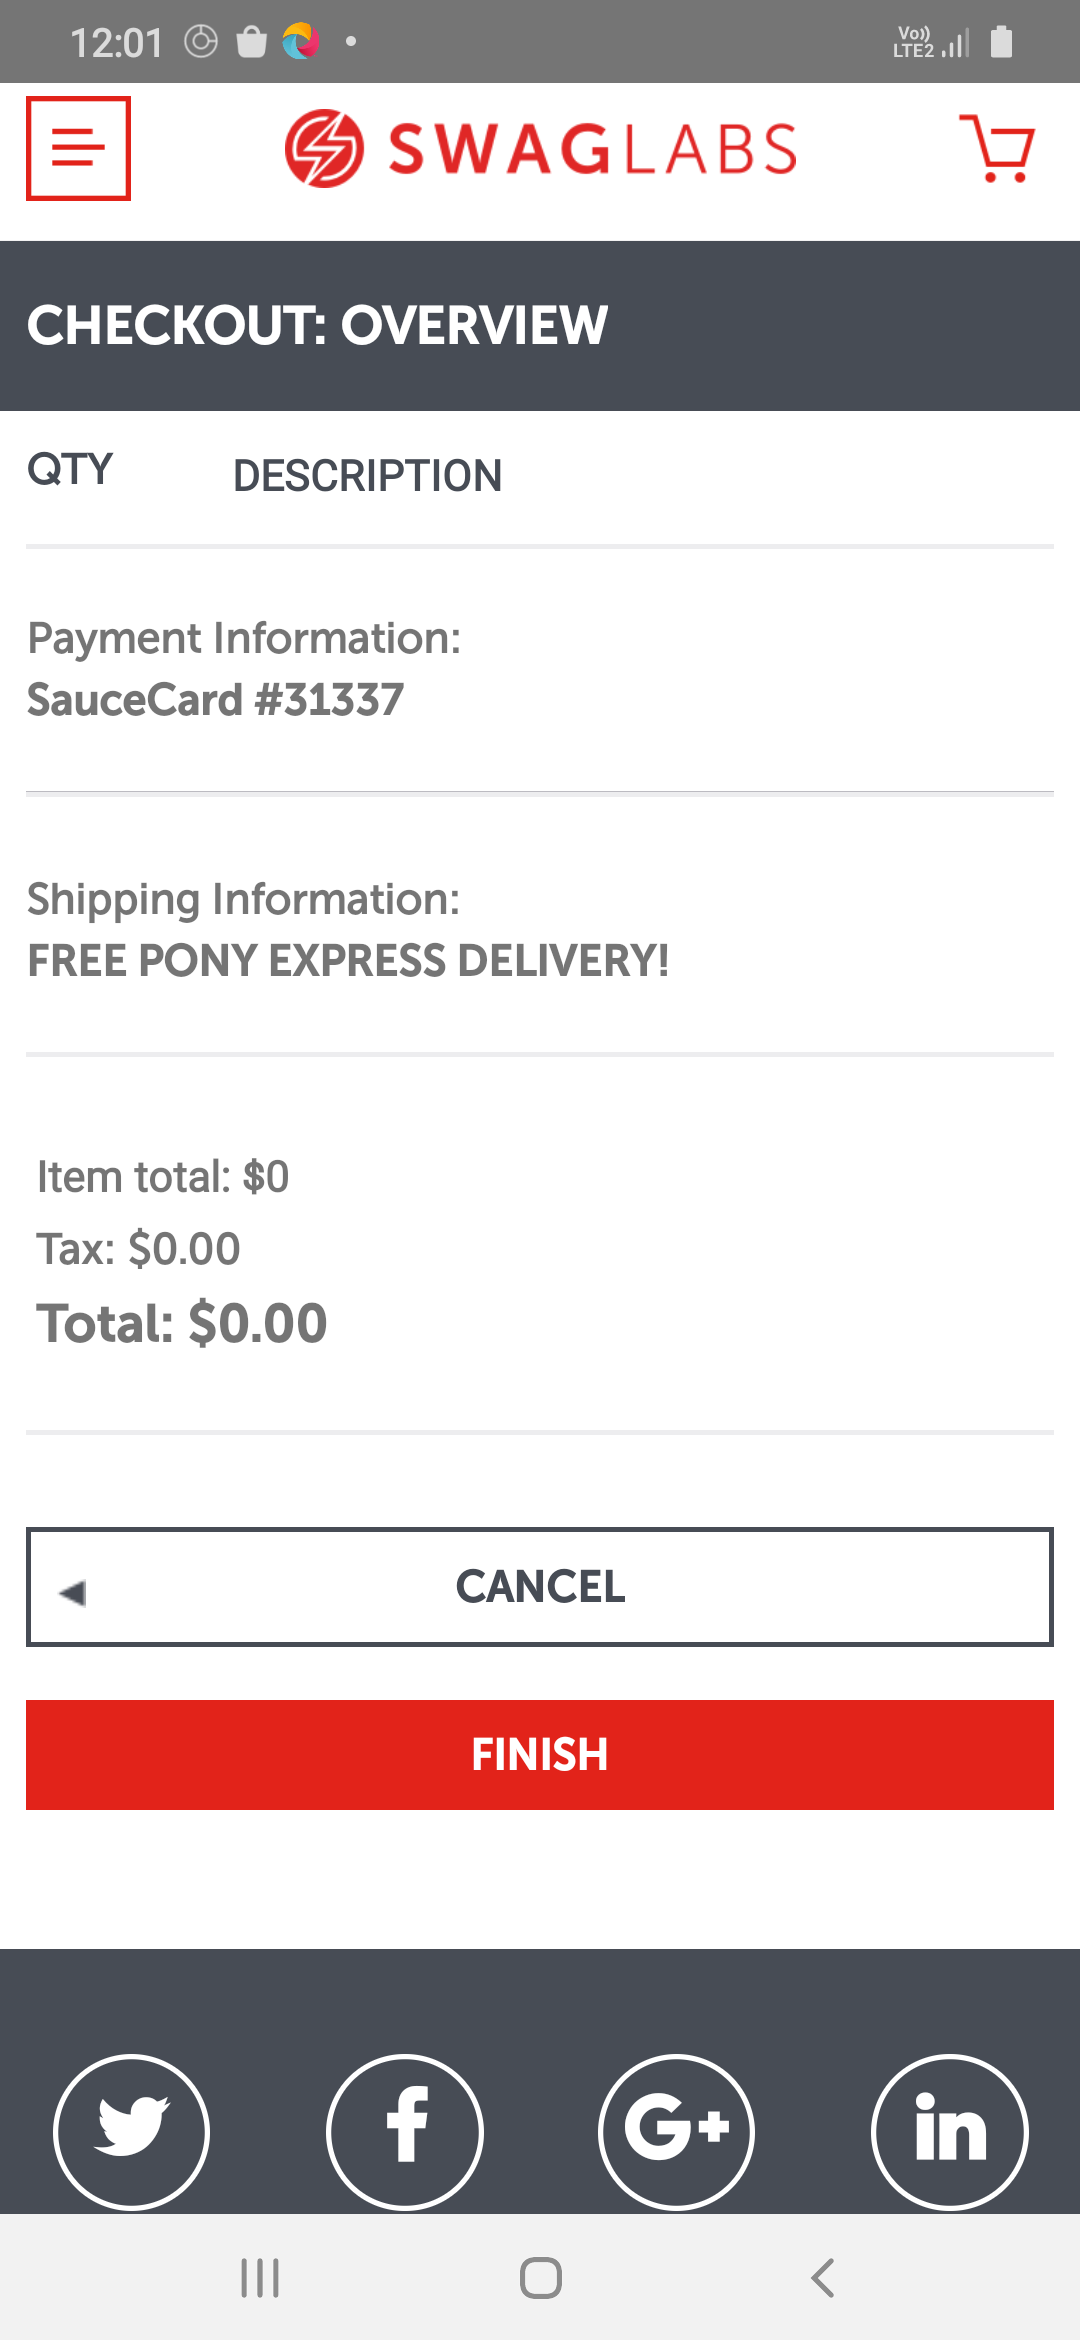 12:01
Vo))
LTE2
SWAGLABS
CHECKOUT: OVERVIEW
QTY DESCRIPTION
Payment Information:
SauceCard #31337
Shipping Information:
FREE PONY EXPRESS DELIVERY!
Item total: $0
Tax: $0.00
Total: $0.00
CANCEL
FINISH
f G+ in